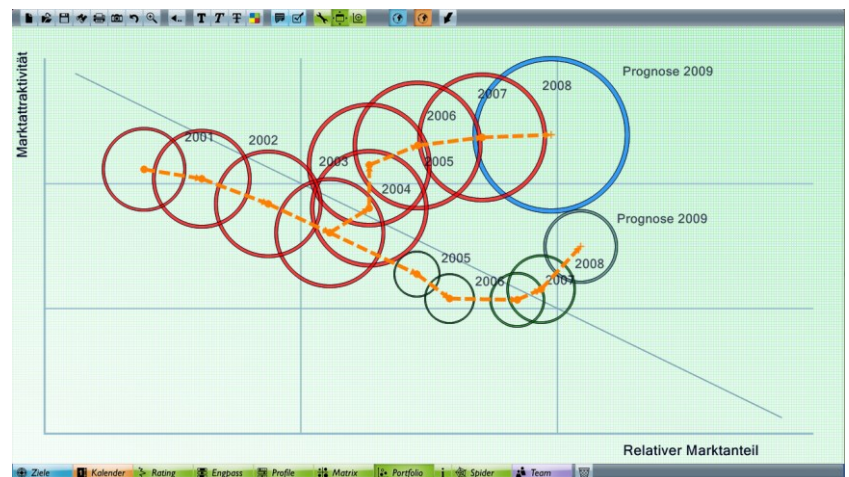 Marktattraktivität
Prognose 2009
2008
2007
2006
2001
2002
2003
2005
2004
Prognose 2009
2005
2008
2006
2007
Relativer Marktanteil
Ziele
Kalender
Rating
Engpass
Profile
Matrix
Portfolio
i
Spider
Team